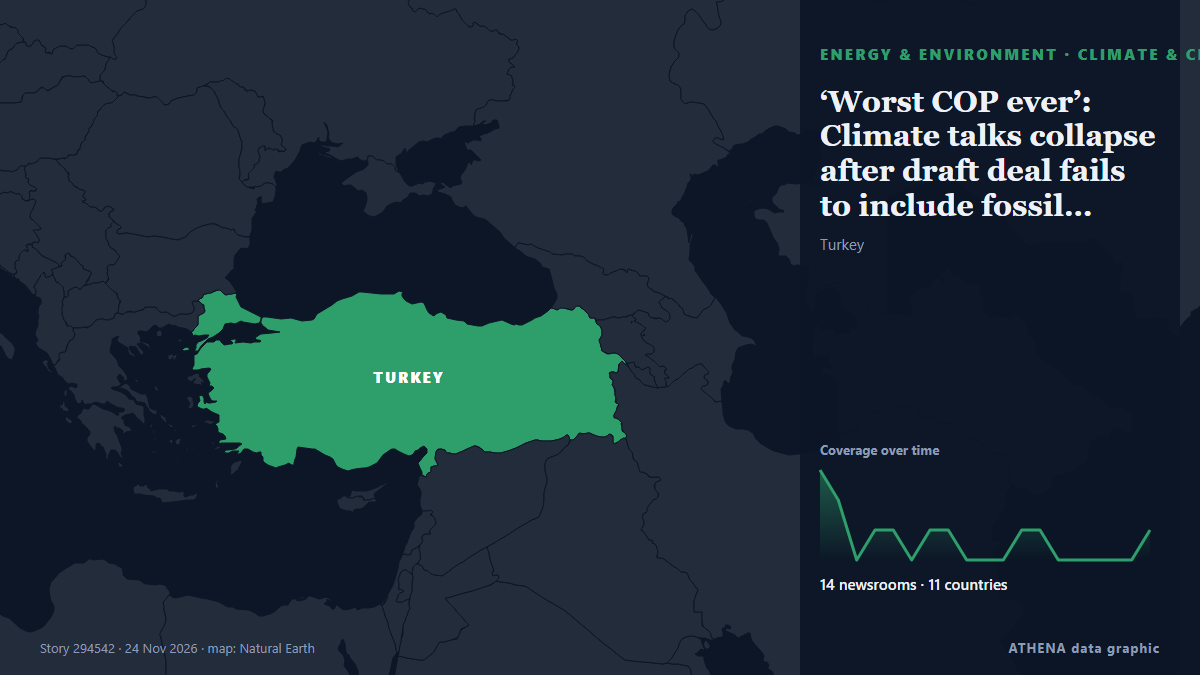 ENERGY & ENVIRONMENT · CLIMATE &
‘Worst COP ever’:
Climate talks collapse
after draft deal fails
to include fossil...
Turkey
TURKEY
Coverage over time
14 newsrooms · 11 countries
Story 294542 · 24 Nov 2026 · map: Natural Earth
ATHENA data graphic